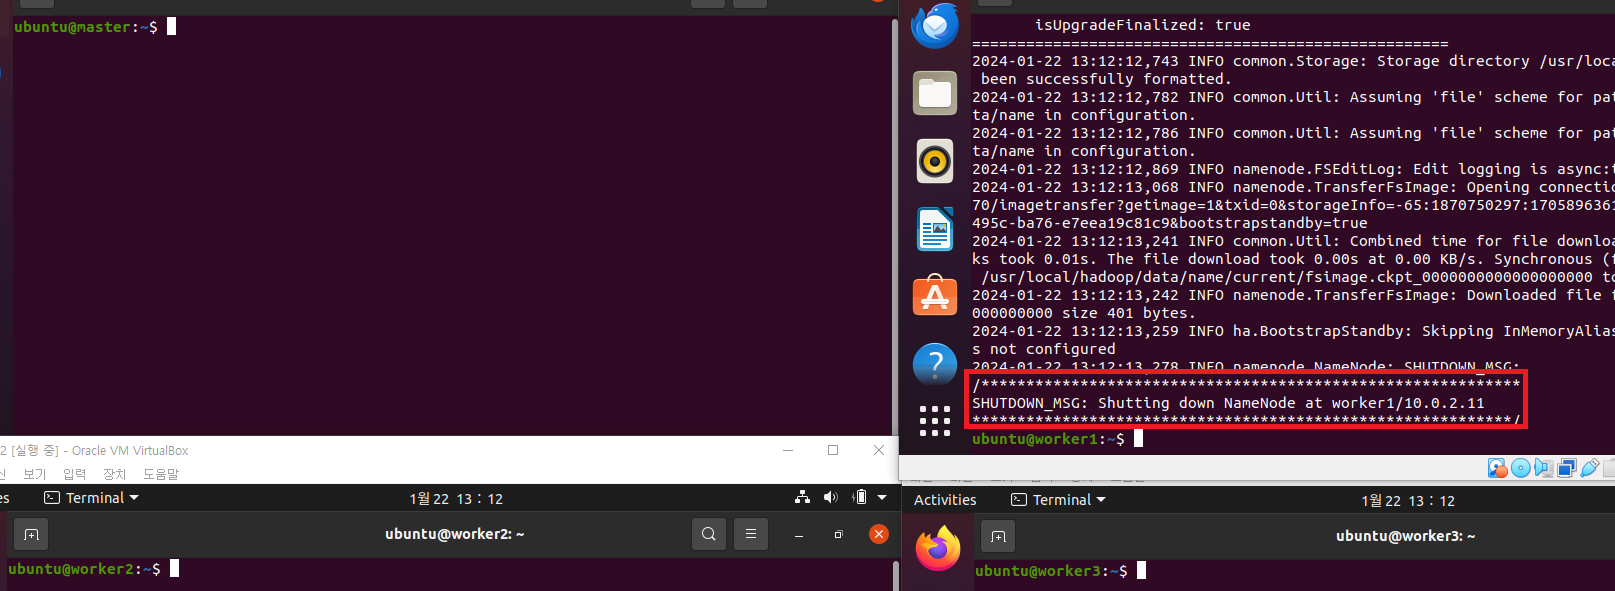 ubuntu@master:~$
isUpgradeFinalized: true
=====================================================
2024-01-22 13:12:12,743 INFO common.Storage: Storage directory /usr/loca
been successfully formatted.
2024-01-22 13:12:12,782 INFO common.Util: Assuming 'file' scheme for pat
ta/name in configuration.
2024-01-22 13:12:12,786 INFO common.Util: Assuming 'file' scheme for pat
ta/name in configuration.
2024-01-22 13:12:12,869 INFO namenode.FSEditLog: Edit logging is async:t
2024-01-22 13:12:13,068 INFO namenode.TransferFsImage: Opening connectio
70/imagetransfer?getimage=1&txid=0&storageInfo=-65:1870750297:1705896361
495c-ba76-e7eea19c81c9&bootstrapstandby=true
2024-01-22 13:12:13,241 INFO common.Util: Combined time for file downloa
ks took 0.01s. The file download took 0.00s at 0.00 KB/s. Synchronous (f
/usr/local/hadoop/data/name/current/fsimage.ckpt_0000000000000000000 to
2024-01-22 13:12:13,242 INFO namenode.TransferFsImage: Downloaded file f
000000000 size 401 bytes.
2024-01-22 13:12:13,259 INFO ha.BootstrapStandby: Skipping InMemoryAlias
s not configured
2024-01-22 13:12:13,278 INFO namenode.NameNode: SHUTDOWN_MSG:
/************************************************************
SHUTDOWN_MSG: Shutting down NameNode at worker1/10.0.2.11
************************************************************/
ubuntu@worker1:~$
2 [실행 중] - Oracle VM VirtualBox
보기 입력 장치 도움말
es Terminal 1월 22 13 : 12
ubuntu@worker2: ~
ubuntu@worker2:~$
Activities Terminal 1월 22 13 : 12
ubuntu@worker3: ~
ubuntu@worker3:~$